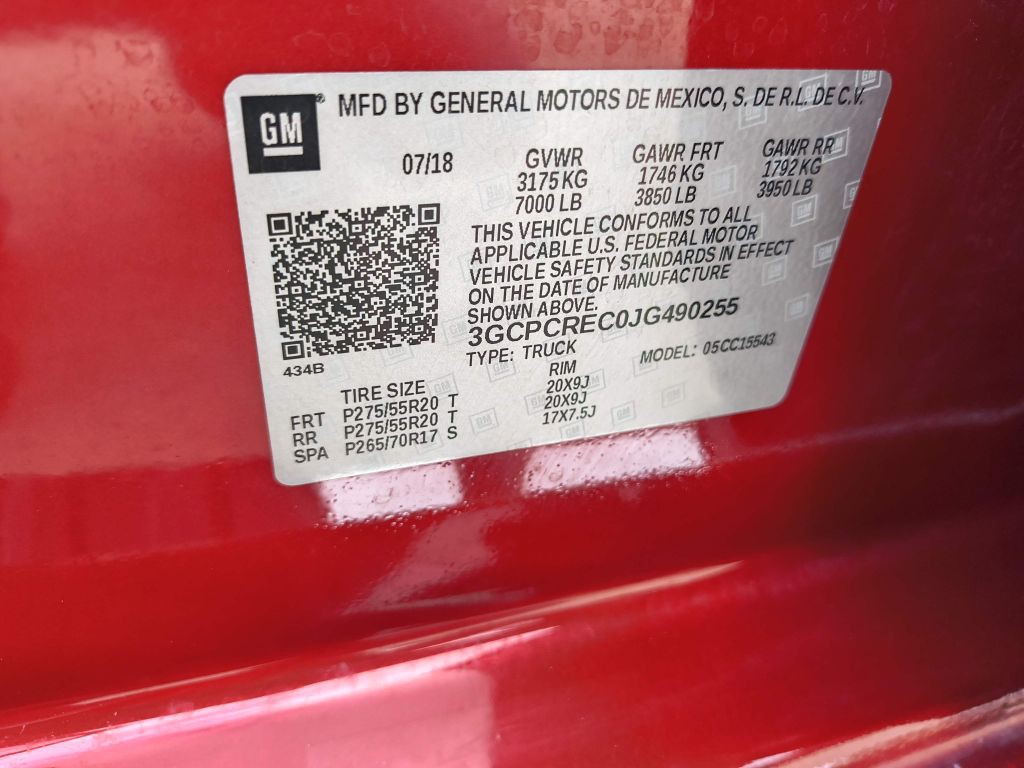 GM®
MFD BY GENERAL MOTORS DE MEXICO, S. DE R.L. DE C.V.
07/18 GVWR GAWR FRT GAWR RR
3175 KG 1746 KG 1792 KG
7000 LB 3850 LB 3950 LB
THIS VEHICLE CONFORMS TO ALL
APPLICABLE U.S. FEDERAL MOTOR
VEHICLE SAFETY STANDARDS IN EFFECT
ON THE DATE OF MANUFACTURE
SHOWN ABOVE.
3GCPCREC0JG490255
TYPE: TRUCK MODEL: 05CC15543
434B
TIRE SIZE RIM
FRT P275/55R20 T 20X9J
RR P275/55R20 T 20X9J
SPA P265/70R17 S 17X7.5J